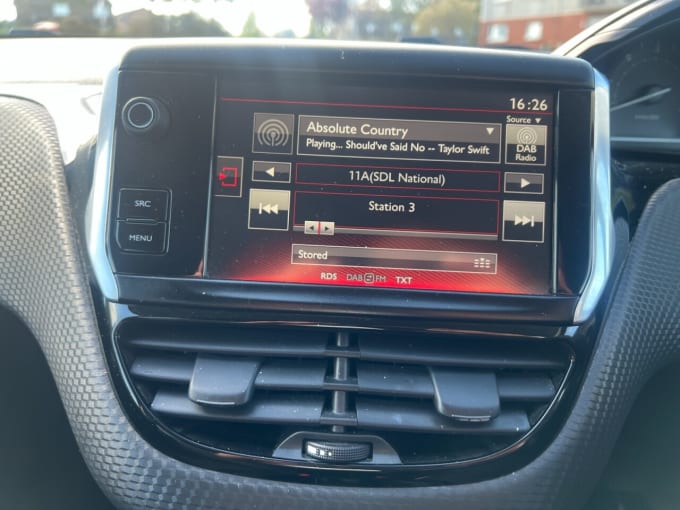 16:26
Source ▼
Absolute Country ▼
Playing... Should've Said No -- Taylor Swift
DAB
Radio
11A(SDL National)
SRC
Station 3
MENU
Stored
RDS DAB FM TXT